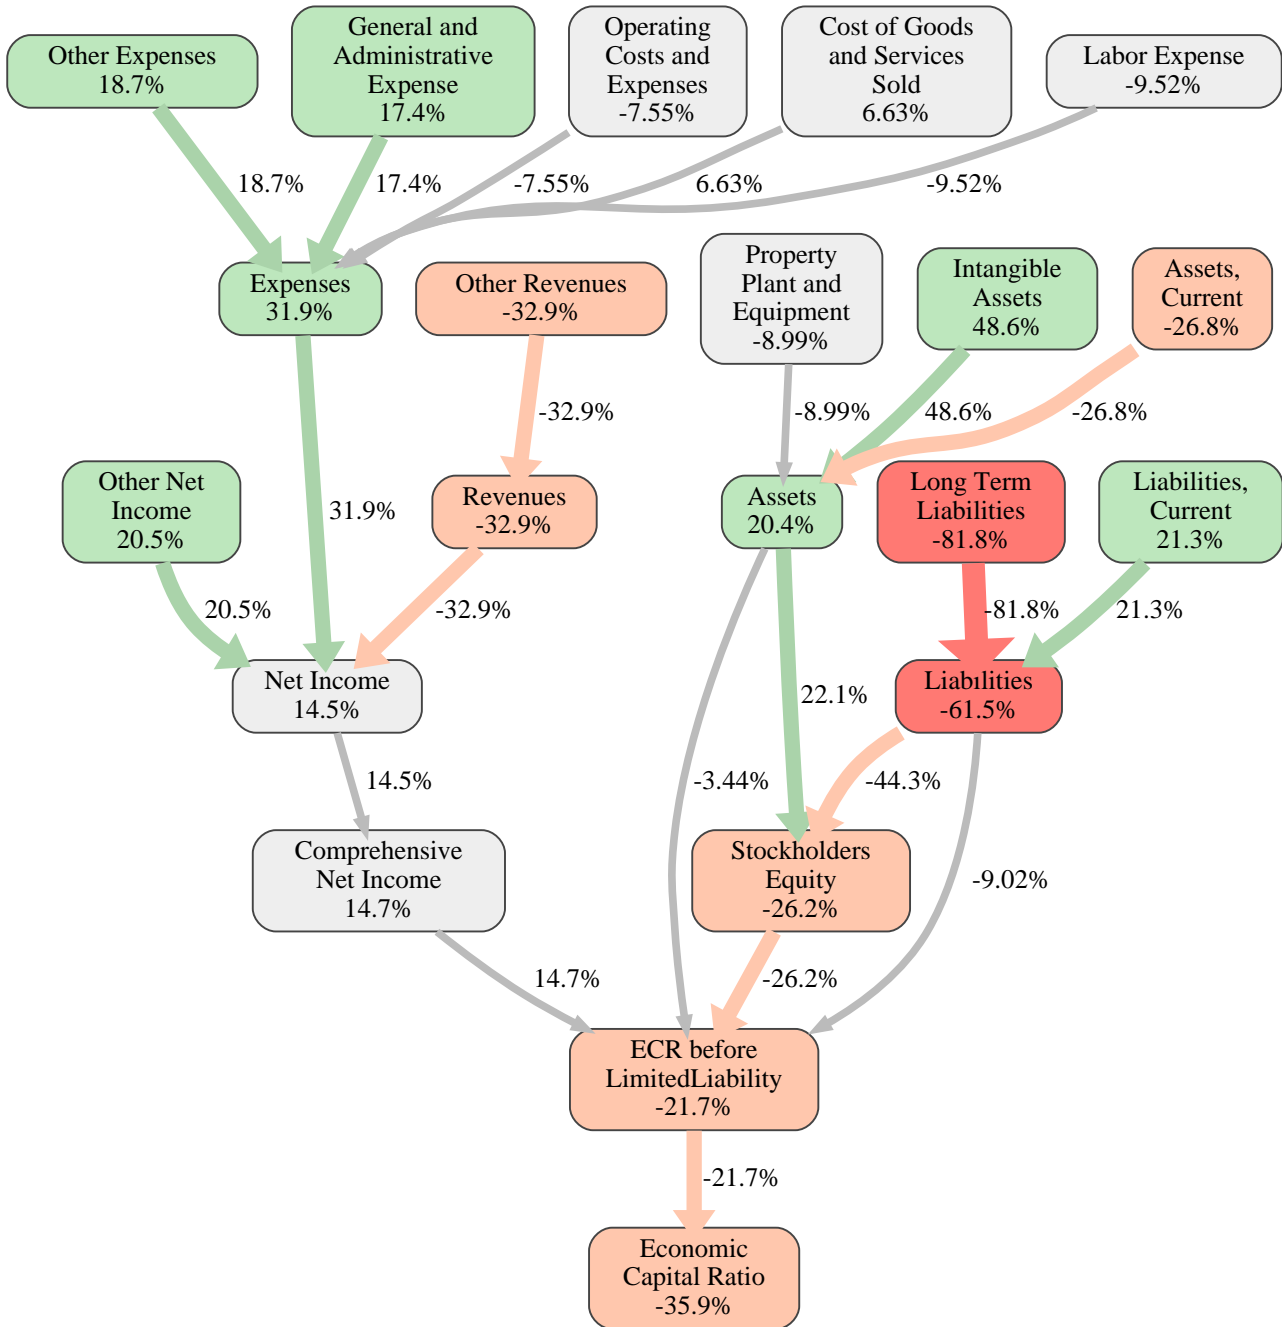 Other Expenses
18.7%
General and
Administrative
Expense
17.4%
Operating
Costs and
Expenses
-7.55%
Cost of Goods
and Services
Sold
6.63%
Labor Expense
-9.52%
18.7%
17.4%
-7.55%
6.63%
-9.52%
Expenses
31.9%
Other Revenues
-32.9%
Property
Plant and
Equipment
-8.99%
Intangible
Assets
48.6%
Assets,
Current
-26.8%
-32.9%
-8.99%
48.6%
-26.8%
Other Net
Income
20.5%
31.9%
Revenues
-32.9%
Assets
20.4%
Long Term
Liabilities
-81.8%
Liabilities,
Current
21.3%
20.5%
-32.9%
-81.8%
21.3%
Net Income
14.5%
22.1%
Liabilities
-61.5%
14.5%
-3.44%
-44.3%
Comprehensive
Net Income
14.7%
Stockholders
Equity
-26.2%
-9.02%
14.7%
-26.2%
ECR before
LimitedLiability
-21.7%
-21.7%
Economic
Capital Ratio
-35.9%